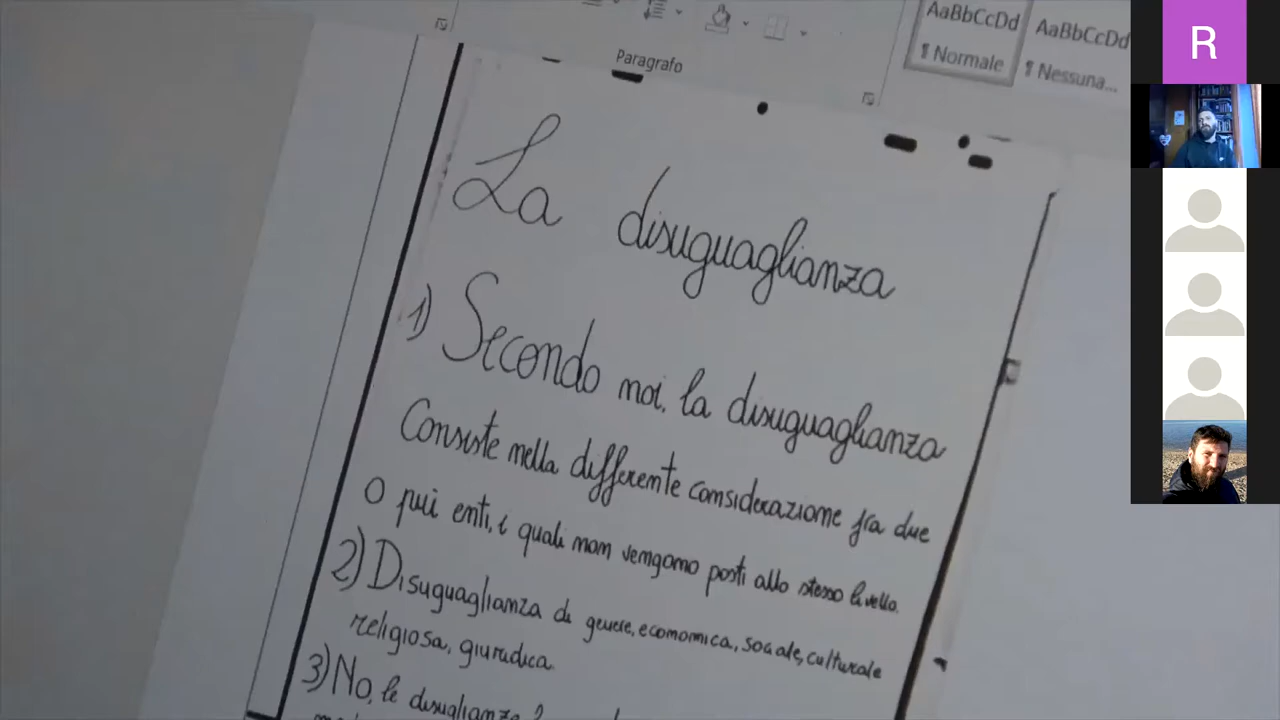 AaBbCcDd AaBbCcDd
Paragrafo ¶ Normale ¶ Nessuna...
R
La disuguaglianza
1) Secondo noi, la disuguaglianza
Consiste nella differente considerazione fra due
o pui enti, i quali non vengono posti allo stesso livello.
2) Disuguaglianza di genere, economica, sociale, culturale
religiosa, giuridica.
3) No, le